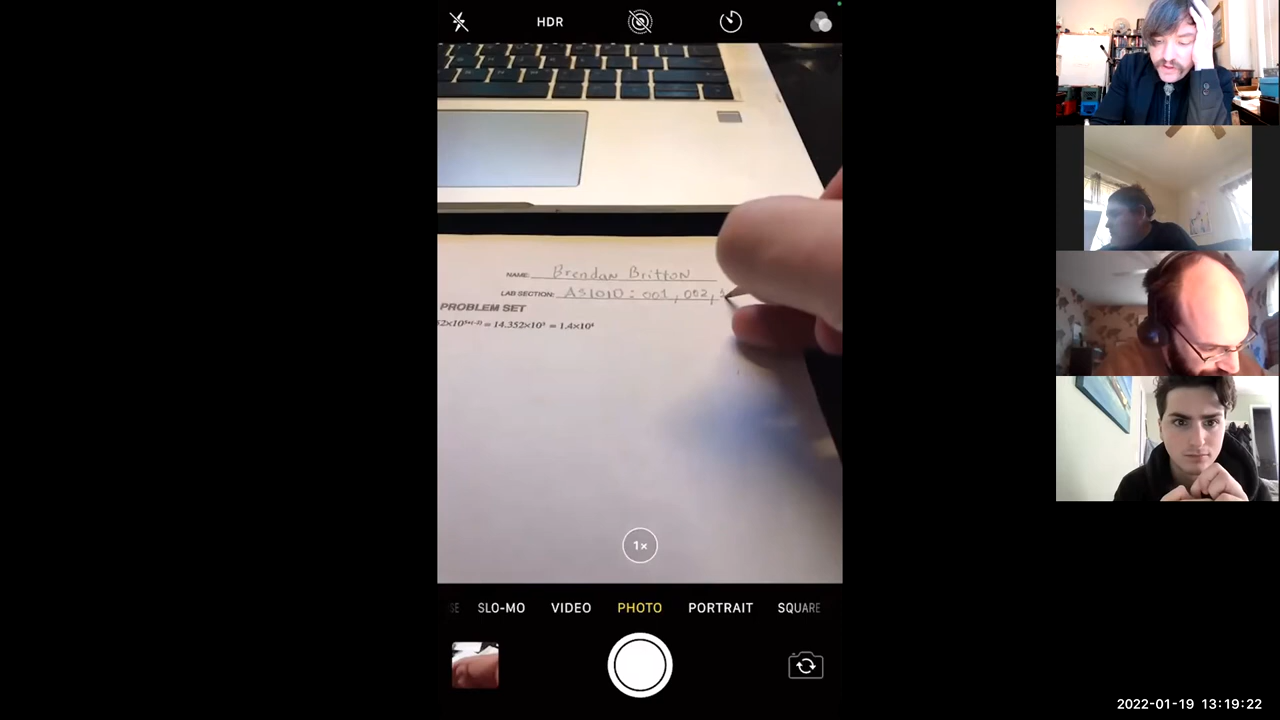 HDR
NAME: Brendan Britton
LAB SECTION: AS101D: 001, 002,
PROBLEM SET
= 14.352×10³ = 1.4×10⁴
1×
SLO-MO VIDEO PHOTO PORTRAIT SQUARE
2022-01-19 13:19:22